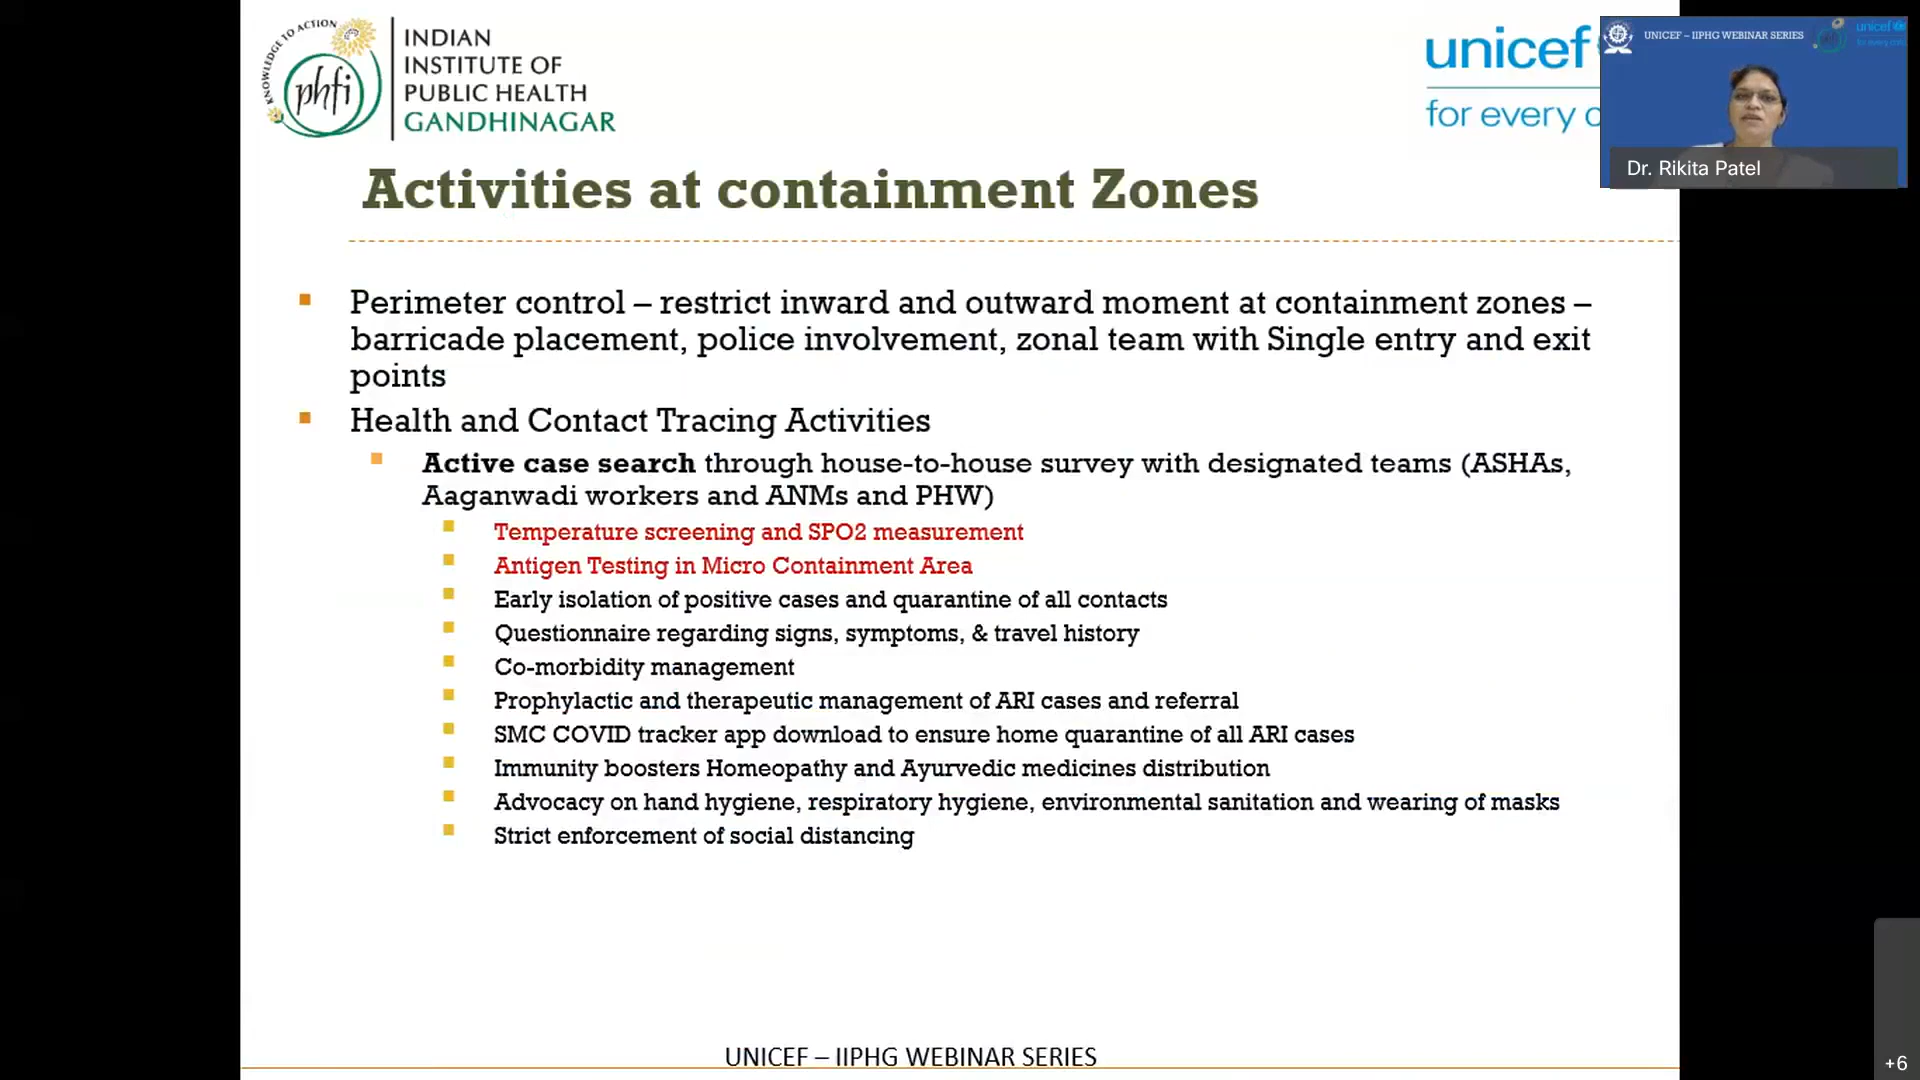 KNOWLEDGE TO ACTION
phfi
INDIAN
INSTITUTE OF
PUBLIC HEALTH
GANDHINAGAR
unicef
for every c
UNICEF – IIPHG WEBINAR SERIES
unicef
Dr. Rikita Patel
Activities at containment Zones
Perimeter control – restrict inward and outward moment at containment zones –
barricade placement, police involvement, zonal team with Single entry and exit
points
Health and Contact Tracing Activities
Active case search through house-to-house survey with designated teams (ASHAs,
Aaganwadi workers and ANMs and PHW)
Temperature screening and SPO2 measurement
Antigen Testing in Micro Containment Area
Early isolation of positive cases and quarantine of all contacts
Questionnaire regarding signs, symptoms, & travel history
Co-morbidity management
Prophylactic and therapeutic management of ARI cases and referral
SMC COVID tracker app download to ensure home quarantine of all ARI cases
Immunity boosters Homeopathy and Ayurvedic medicines distribution
Advocacy on hand hygiene, respiratory hygiene, environmental sanitation and wearing of masks
Strict enforcement of social distancing
UNICEF – IIPHG WEBINAR SERIES
+6